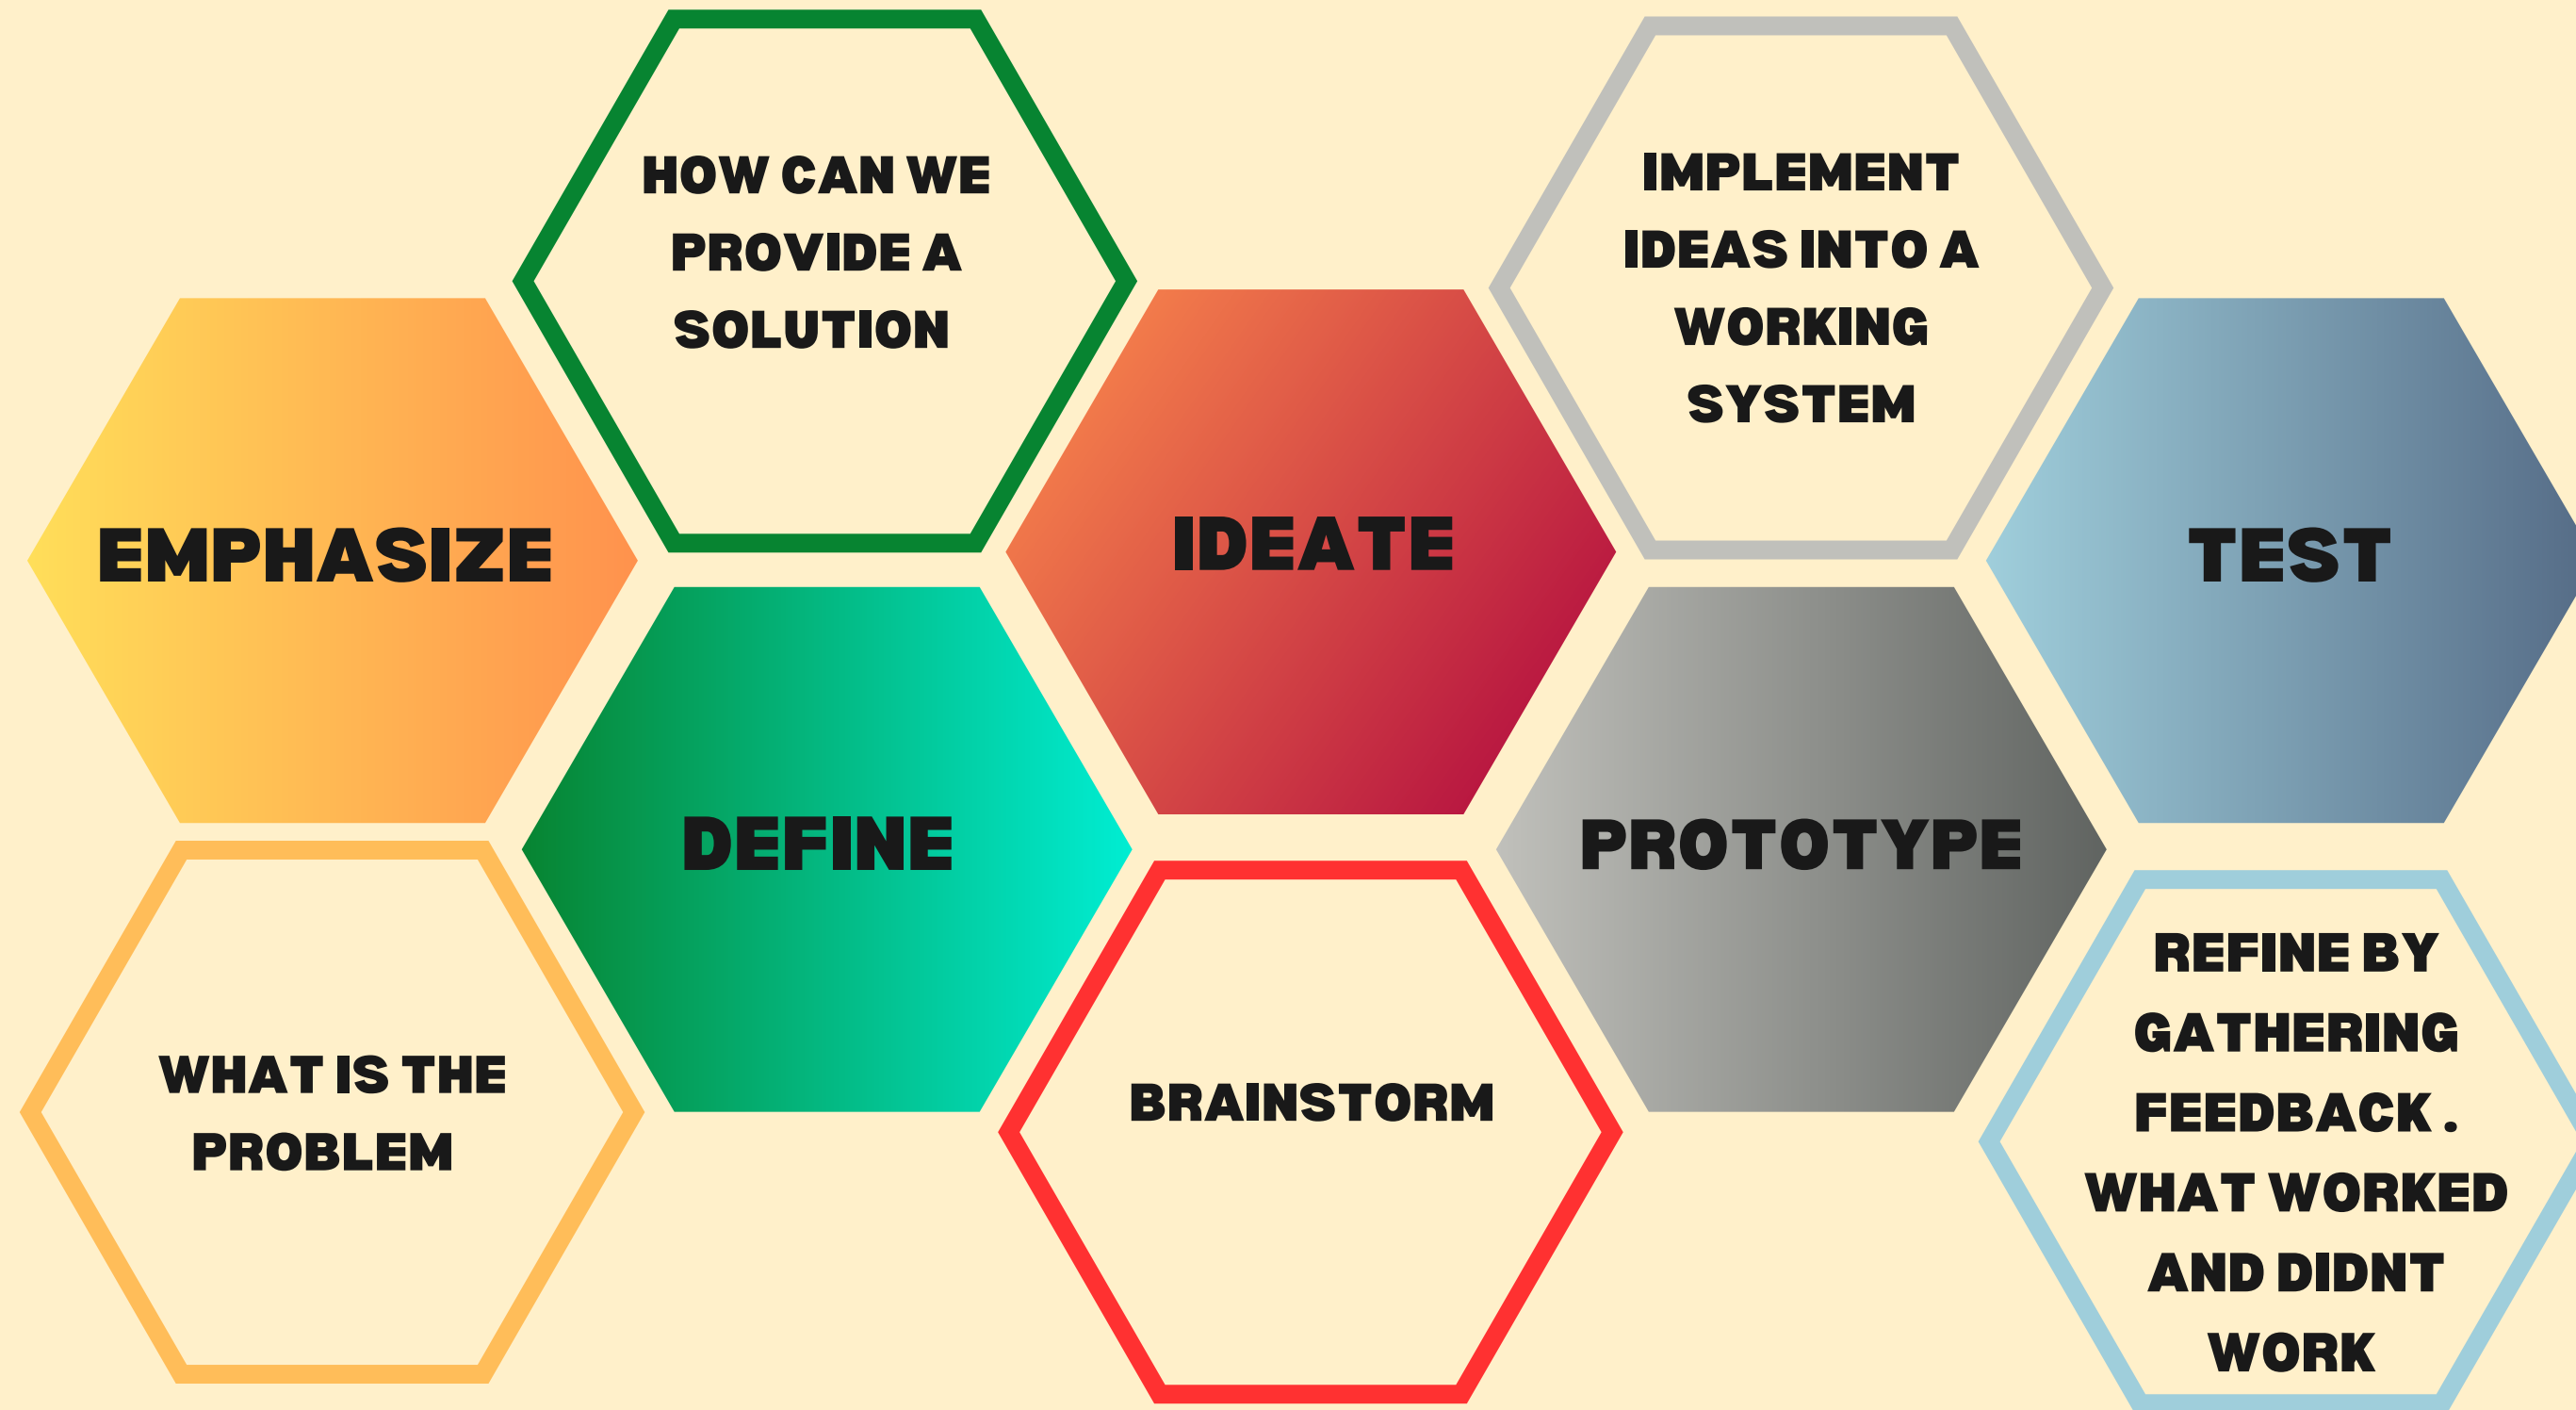 EMPHASIZE
WHAT IS THE
PROBLEM
HOW CAN WE
PROVIDE A
SOLUTION
DEFINE
IDEATE
BRAINSTORM
IMPLEMENT
IDEAS INTO A
WORKING
SYSTEM
PROTOTYPE
TEST
REFINE BY
GATHERING
FEEDBACK .
WHAT WORKED
AND DIDNT
WORK